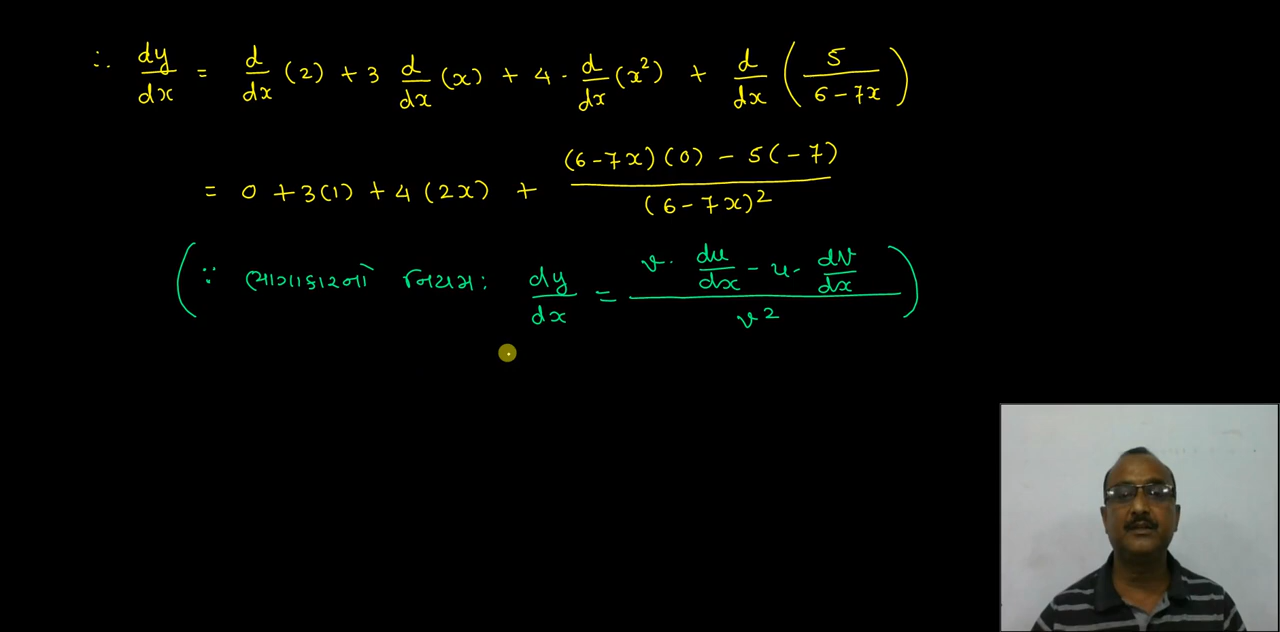 ∴ dy/dx = d/dx (2) + 3 d/dx (x) + 4 · d/dx (x²) + d/dx (5/(6 - 7x))
= 0 + 3(1) + 4(2x) + ((6-7x)(0) - 5(-7))/(6-7x)²
(∵ ભાગાકારનો નિયમ: dy/dx = (v · du/dx - u · dv/dx)/v²)